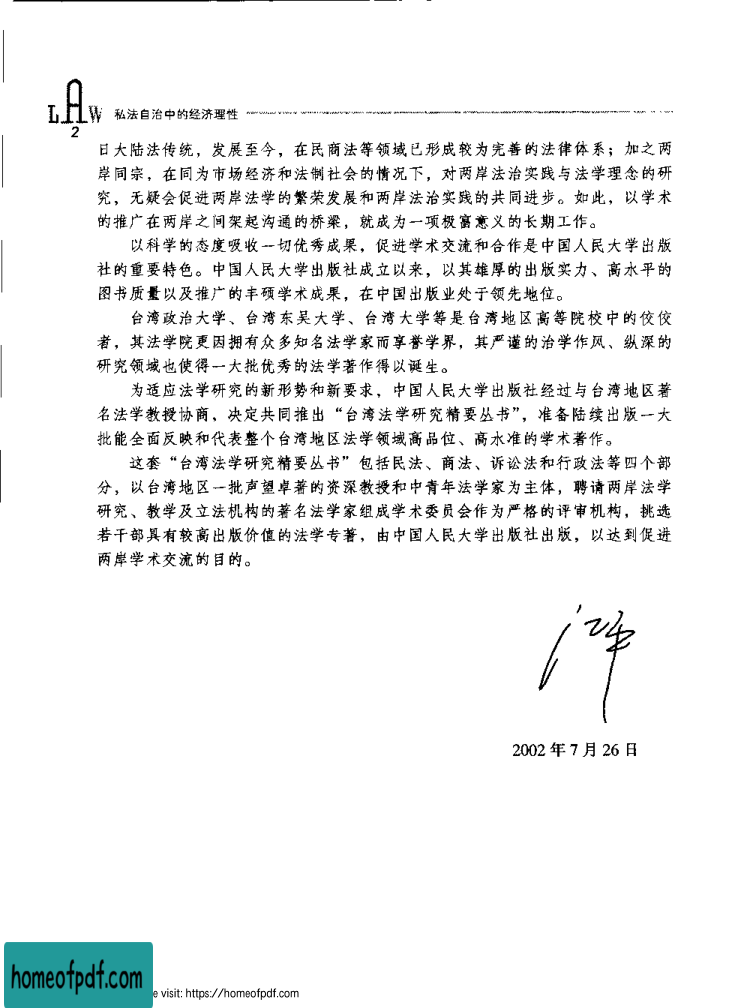 LAW 私法自治中的经济理性
2
日大陆法传统，发展至今，在民商法等领域已形成较为完善的法律体系；加之两
岸同宗，在同为市场经济和法制社会的情况下，对两岸法治实践与法学理念的研
究，无疑会促进两岸法学的繁荣发展和两岸法治实践的共同进步。如此，以学术
的推广在两岸之间架起沟通的桥梁，就成为一项极富意义的长期工作。
以科学的态度吸收一切优秀成果，促进学术交流和合作是中国人民大学出版
社的重要特色。中国人民大学出版社成立以来，以其雄厚的出版实力、高水平的
图书质量以及推广的丰硕学术成果，在中国出版业处于领先地位。
台湾政治大学、台湾东吴大学、台湾大学等是台湾地区高等院校中的佼佼
者，其法学院更因拥有众多知名法学家而享誉学界，其严谨的治学作风、纵深的
研究领域也使得一大批优秀的法学著作得以诞生。
为适应法学研究的新形势和新要求，中国人民大学出版社经过与台湾地区著
名法学教授协商，决定共同推出“台湾法学研究精要丛书”，准备陆续出版一大
批能全面反映和代表整个台湾地区法学领域高品位、高水准的学术著作。
这套“台湾法学研究精要丛书”包括民法、商法、诉讼法和行政法等四个部
分，以台湾地区一批声望卓著的资深教授和中青年法学家为主体，聘请两岸法学
研究、教学及立法机构的著名法学家组成学术委员会作为严格的评审机构，挑选
若干部具有较高出版价值的法学专著，由中国人民大学出版社出版，以达到促进
两岸学术交流的目的。
2002 年 7 月 26 日
homeofpdf.com
e visit: https://homeofpdf.com